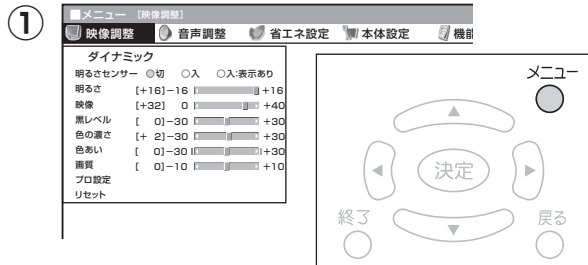 ①
■メニュー [映像調整]
映像調整 音声調整 省エネ設定 本体設定 機能
ダイナミック
明るさセンサー 切 入 入:表示あり
明るさ [+16] −16 +16
映像 [+32] 0 +40
黒レベル [ 0] −30 +30
色の濃さ [+ 2] −30 +30
色あい [ 0] −30 +30
画質 [ 0] −10 +10
プロ設定
リセット
メニュー
決定
終了 戻る